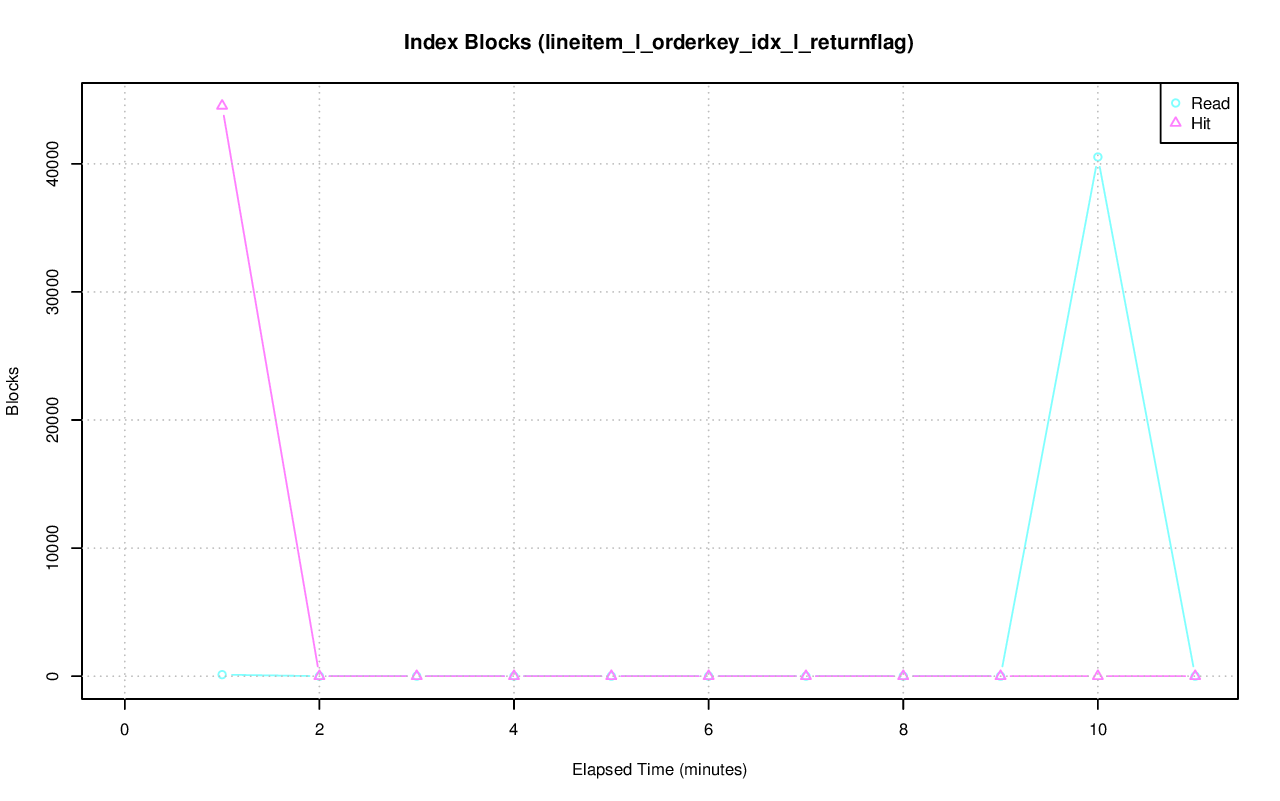 Index Blocks (lineitem_l_orderkey_idx_l_returnflag)
Read
Hit
Blocks
40000
30000
20000
10000
0
0 2 4 6 8 10
Elapsed Time (minutes)